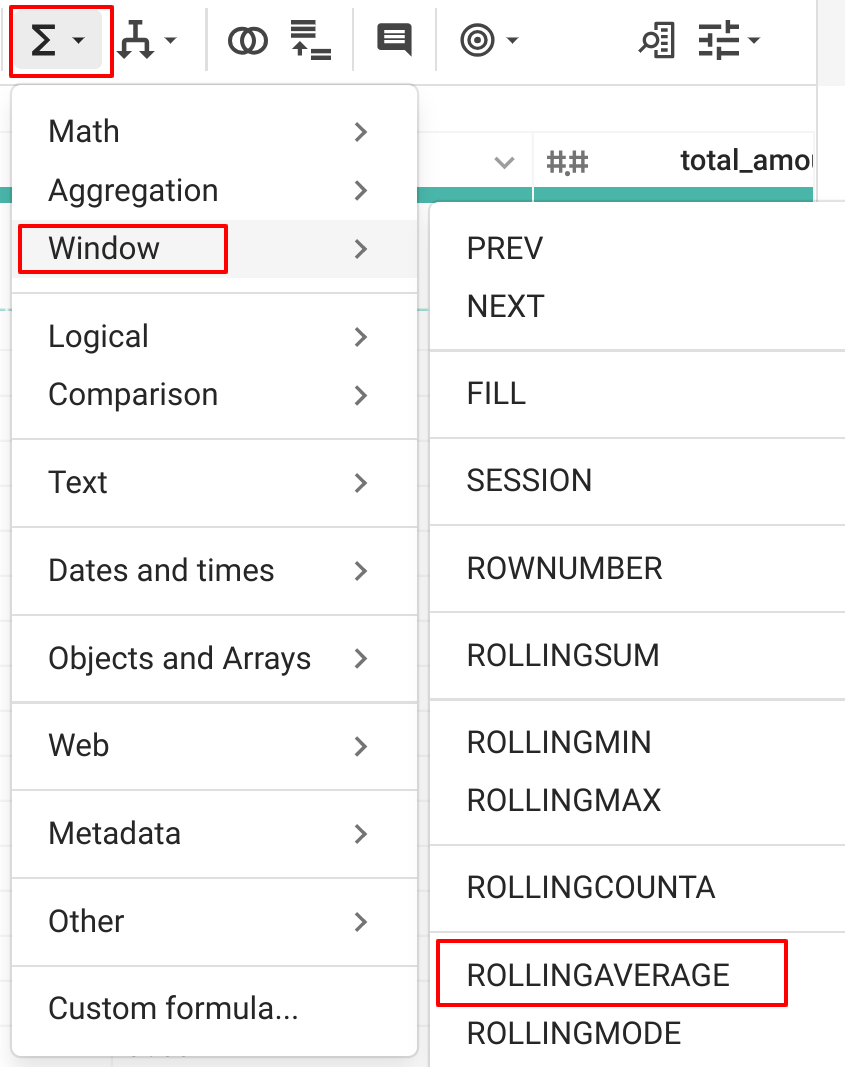 Σ
total_amou
Math
Aggregation
Window
Logical
Comparison
Text
Dates and times
Objects and Arrays
Web
Metadata
Other
Custom formula...
PREV
NEXT
FILL
SESSION
ROWNUMBER
ROLLINGSUM
ROLLINGMIN
ROLLINGMAX
ROLLINGCOUNTA
ROLLINGAVERAGE
ROLLINGMODE